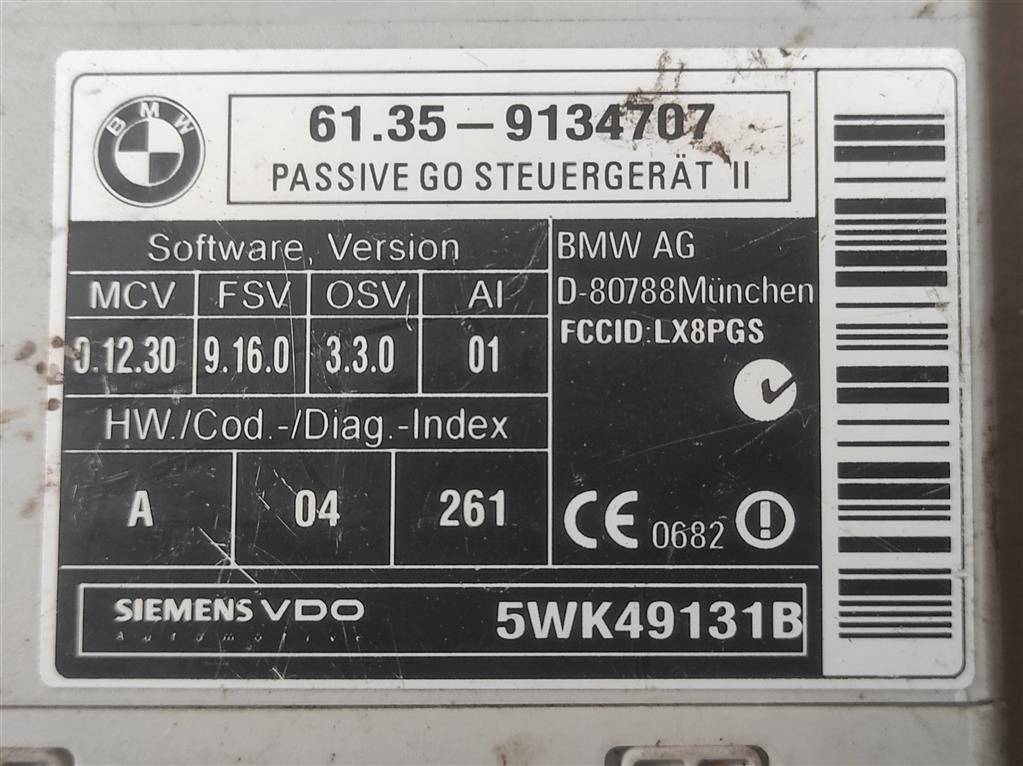 BMW
61.35-9134707
PASSIVE GO STEUERGERÄT II
Software, Version
MCV FSV OSV AI
0.12.30 9.16.0 3.3.0 01
HW./Cod.-/Diag.-Index
A 04 261
BMW AG
D-80788München
FCCID:LX8PGS
CE 0682
SIEMENS VDO
Automotive
5WK49131B